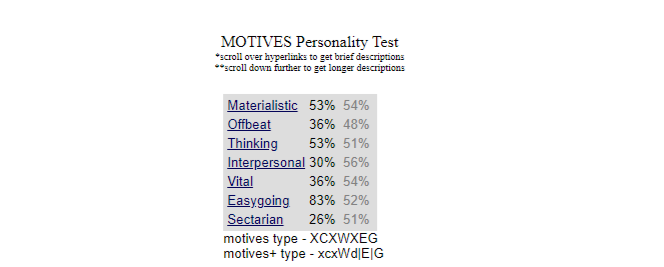 MOTIVES Personality Test
*scroll over hyperlinks to get brief descriptions
**scroll down further to get longer descriptions
Materialistic 53% 54%
Offbeat 36% 48%
Thinking 53% 51%
Interpersonal 30% 56%
Vital 36% 54%
Easygoing 83% 52%
Sectarian 26% 51%
motives type - XCXWXEG
motives+ type - xcxWd|E|G